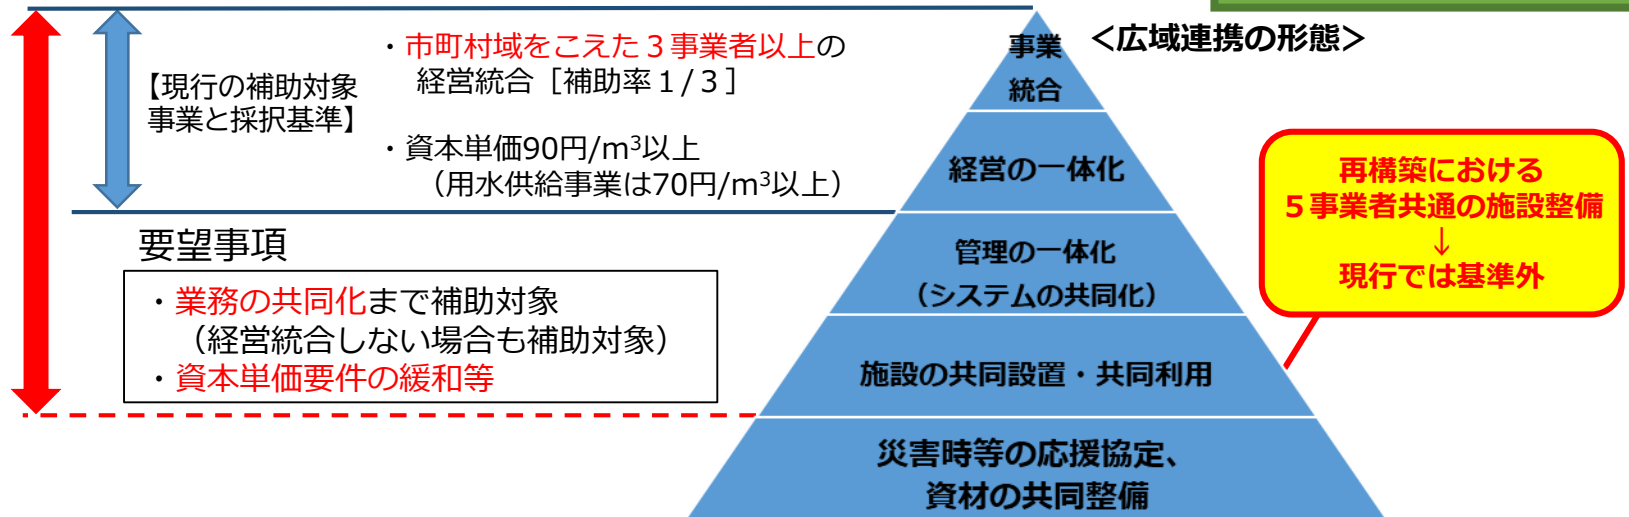 【現行の補助対象
事業と採択基準】
・市町村域をこえた３事業者以上の
経営統合［補助率１/３］
・資本単価90円/m³以上
（用水供給事業は70円/m³以上）
要望事項
・業務の共同化まで補助対象
（経営統合しない場合も補助対象）
・資本単価要件の緩和等
＜広域連携の形態＞
事業
統合
経営の一体化
管理の一体化
（システムの共同化）
施設の共同設置・共同利用
災害時等の応援協定、
資材の共同整備
再構築における
５事業者共通の施設整備
↓
現行では基準外